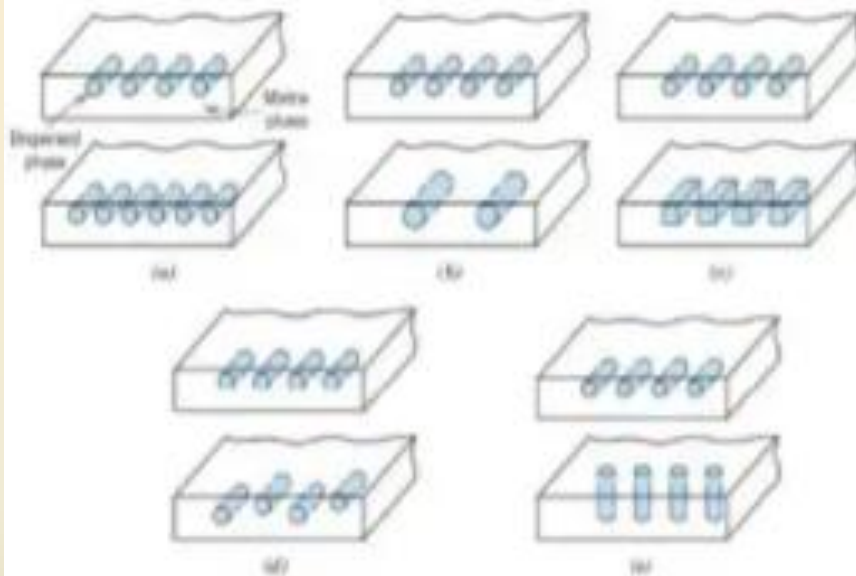 Matrix
phase
Dispersed
phase
(a)
(b)
(c)
(d)
(e)